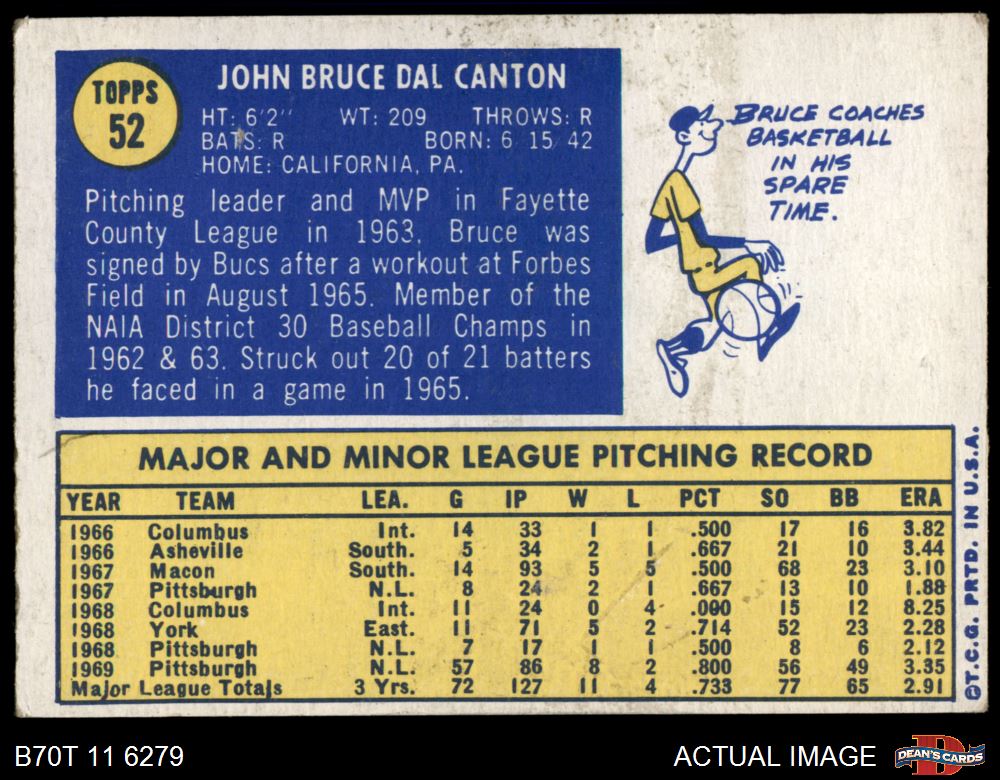 TOPPS
52
JOHN BRUCE DAL CANTON
HT: 6'2" WT: 209 THROWS: R
BATS: R BORN: 6 15 42
HOME: CALIFORNIA, PA.
Pitching leader and MVP in Fayette
County League in 1963. Bruce was
signed by Bucs after a workout at Forbes
Field in August 1965. Member of the
NAIA District 30 Baseball Champs in
1962 & 63. Struck out 20 of 21 batters
he faced in a game in 1965.
BRUCE COACHES
BASKETBALL
IN HIS
SPARE
TIME.
MAJOR AND MINOR LEAGUE PITCHING RECORD
YEAR TEAM LEA. G IP W L PCT SO BB ERA
1966 Columbus Int. 14 33 1 1 .500 17 16 3.82
1966 Asheville South. 5 34 2 1 .667 21 10 3.44
1967 Macon South. 14 93 5 5 .500 68 23 3.10
1967 Pittsburgh N.L. 8 24 2 1 .667 13 10 1.88
1968 Columbus Int. 11 24 0 4 .000 15 12 8.25
1968 York East. 11 71 5 2 .714 52 23 2.28
1968 Pittsburgh N.L. 7 17 1 1 .500 8 6 2.12
1969 Pittsburgh N.L. 57 86 8 2 .800 56 49 3.35
Major League Totals 3 Yrs. 72 127 11 4 .733 77 65 2.91
©T.C.G. PRTD. IN U.S.A.
B70T 11 6279
ACTUAL IMAGE
DEAN'S CARDS